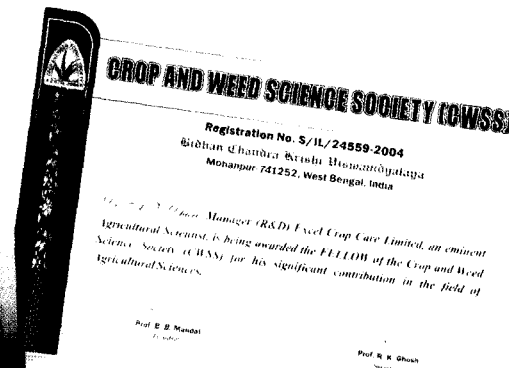 CROP AND WEED SCIENCE SOCIETY (CWSS)
Registration No. S/IL/24559-2004
Bidhan Chandra Krishi Viswavidyalaya
Mohanpur-741252, West Bengal, India
Manager (R&D) Excel Crop Care Limited, an eminent
Agricultural Scientist, is being awarded the FELLOW of the Crop and Weed
Science Society (CWSS) for his significant contribution in the field of
Agricultural Sciences.
Prof. B. B. Mandal
Prof. R. K. Ghosh